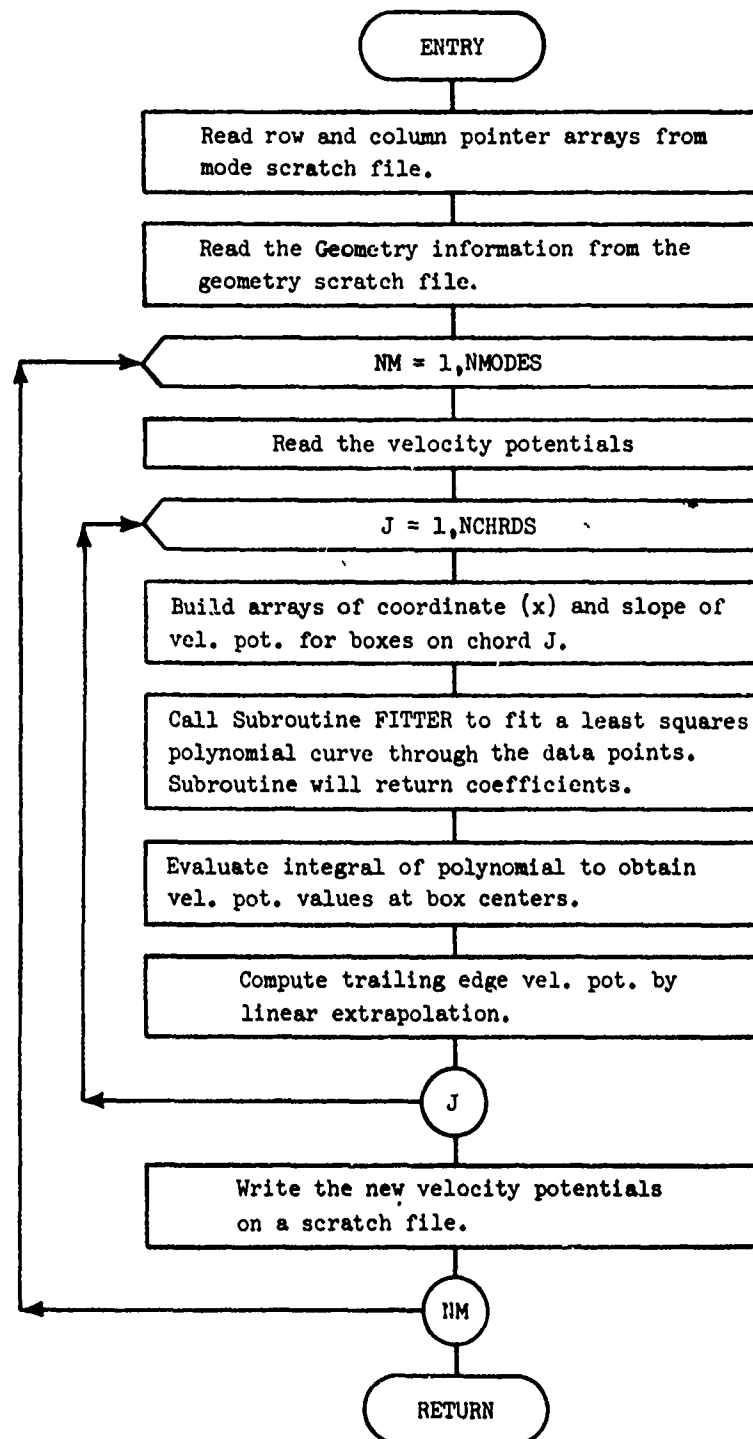 ENTRY
Read row and column pointer arrays from
mode scratch file.
Read the Geometry information from the
geometry scratch file.
NM = 1,NMODES
Read the velocity potentials
J = 1,NCHRDS
Build arrays of coordinate (x) and slope of
vel. pot. for boxes on chord J.
Call Subroutine FITTER to fit a least squares
polynomial curve through the data points.
Subroutine will return coefficients.
Evaluate integral of polynomial to obtain
vel. pot. values at box centers.
Compute trailing edge vel. pot. by
linear extrapolation.
J
Write the new velocity potentials
on a scratch file.
NM
RETURN